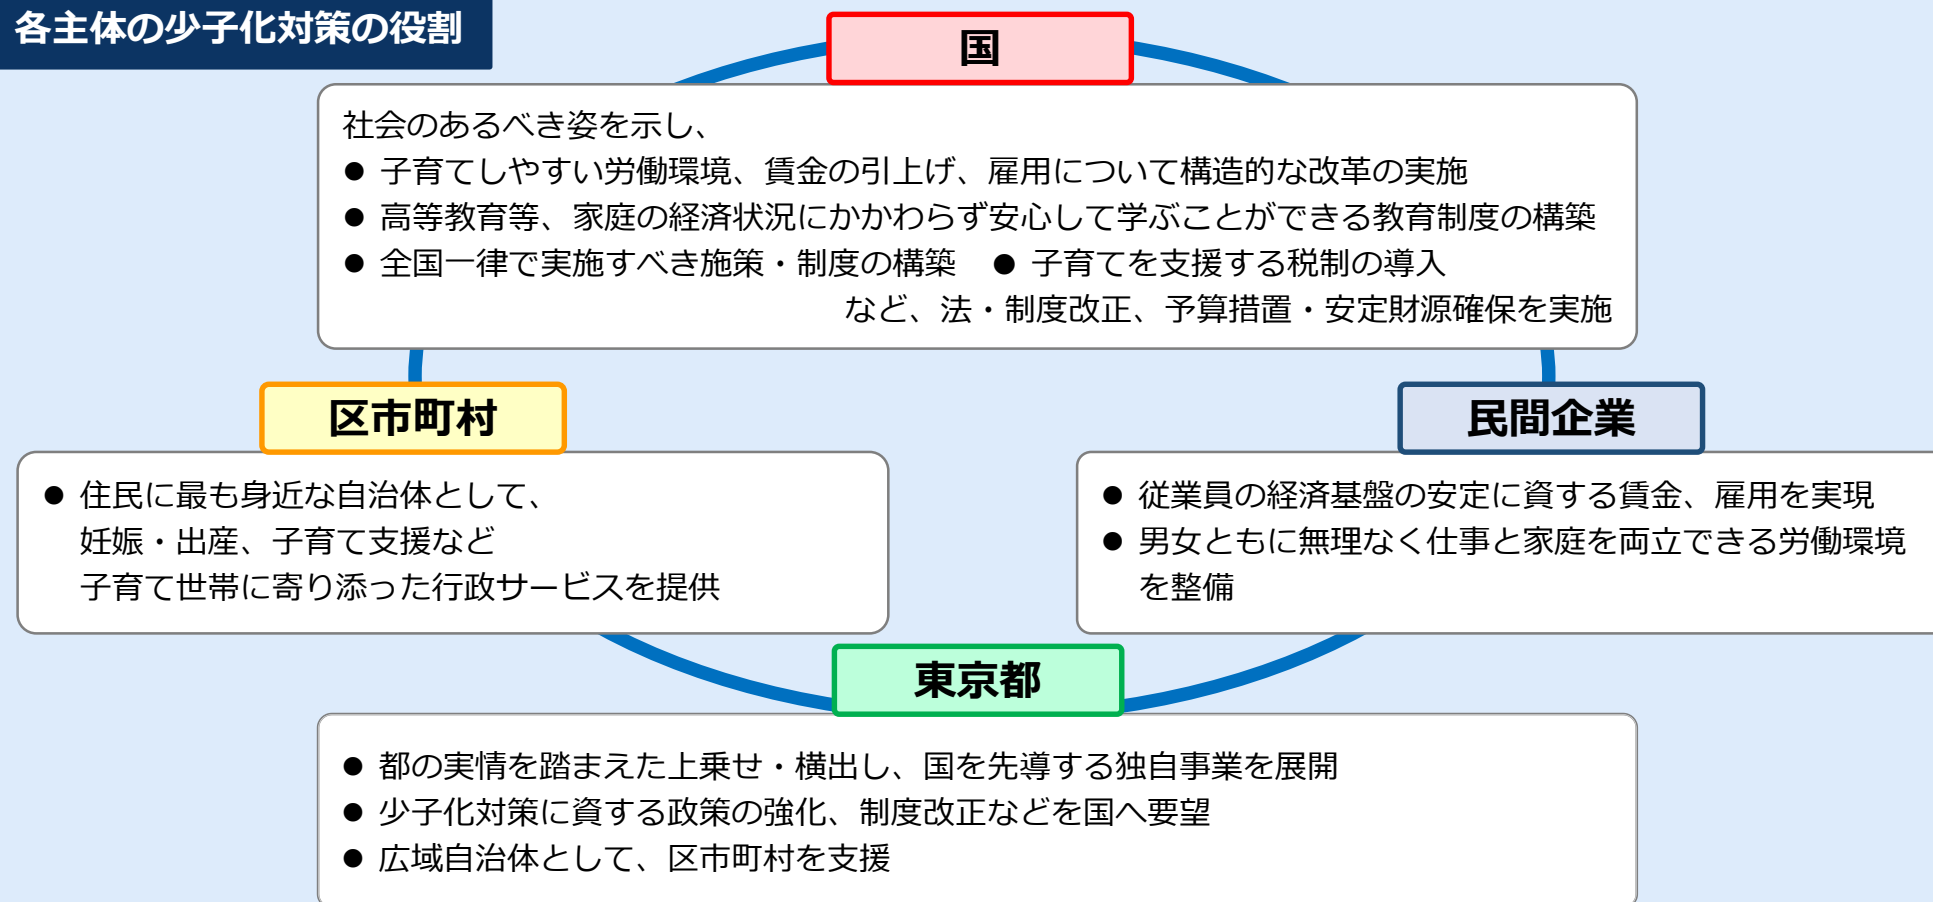 各主体の少子化対策の役割
国
社会のあるべき姿を示し、
● 子育てしやすい労働環境、賃金の引上げ、雇用について構造的な改革の実施
● 高等教育等、家庭の経済状況にかかわらず安心して学ぶことができる教育制度の構築
● 全国一律で実施すべき施策・制度の構築　● 子育てを支援する税制の導入
など、法・制度改正、予算措置・安定財源確保を実施
区市町村
● 住民に最も身近な自治体として、
妊娠・出産、子育て支援など
子育て世帯に寄り添った行政サービスを提供
民間企業
● 従業員の経済基盤の安定に資する賃金、雇用を実現
● 男女ともに無理なく仕事と家庭を両立できる労働環境
を整備
東京都
● 都の実情を踏まえた上乗せ・横出し、国を先導する独自事業を展開
● 少子化対策に資する政策の強化、制度改正などを国へ要望
● 広域自治体として、区市町村を支援